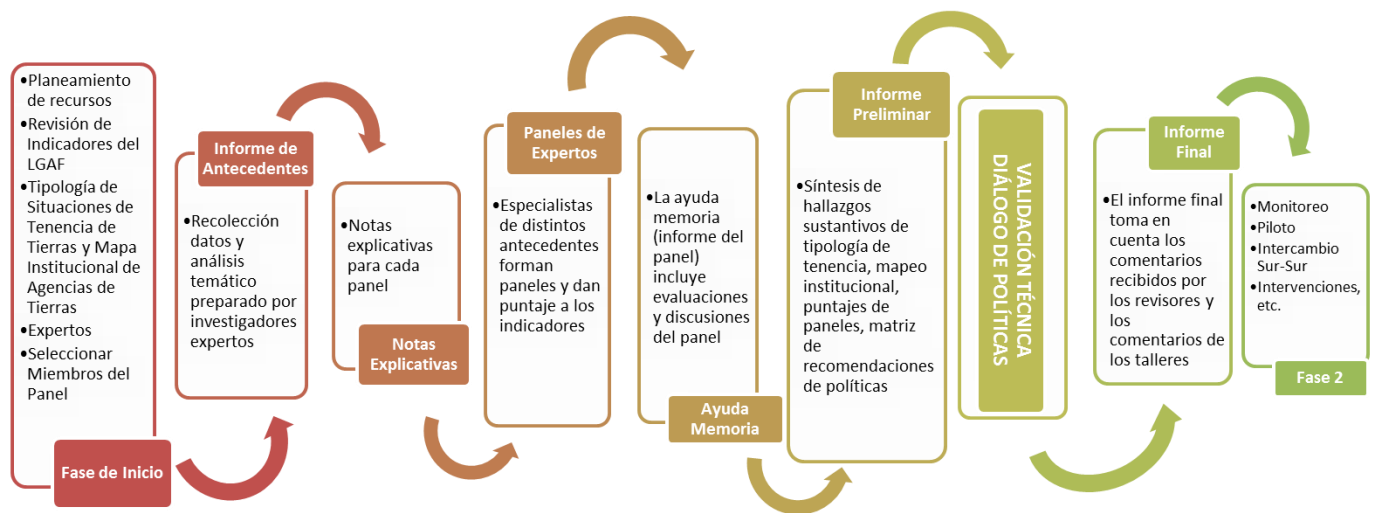 •Planeamiento
de recursos
•Revisión de
Indicadores del
LGAF
•Tipología de
Situaciones de
Tenencia de
Tierras y Mapa
Institucional de
Agencias de
Tierras
•Expertos
•Seleccionar
Miembros del
Panel
Fase de Inicio
Informe de
Antecedentes
•Recolección
datos y
análisis
temático
preparado por
investigadores
expertos
•Notas
explicativas
para cada
panel
Notas
Explicativas
Paneles de
Expertos
•Especialistas
de distintos
antecedentes
forman
paneles y dan
puntaje a los
indicadores
•La ayuda
memoria
(informe del
panel)
incluye
evaluaciones
y discusiones
del panel
Ayuda
Memoria
Informe
Preliminar
•Síntesis de
hallazgos
sustantivos de
tipología de
tenencia, mapeo
institucional,
puntajes de
paneles, matriz
de
recomendaciones
de políticas
VALIDACIÓN TÉCNICA
DIÁLOGO DE POLÍTICAS
Informe
Final
•El informe final
toma en
cuenta los
comentarios
recibidos por
los revisores y
los
comentarios de
los talleres
•Monitoreo
•Piloto
•Intercambio
Sur-Sur
•Intervenciones,
etc.
Fase 2